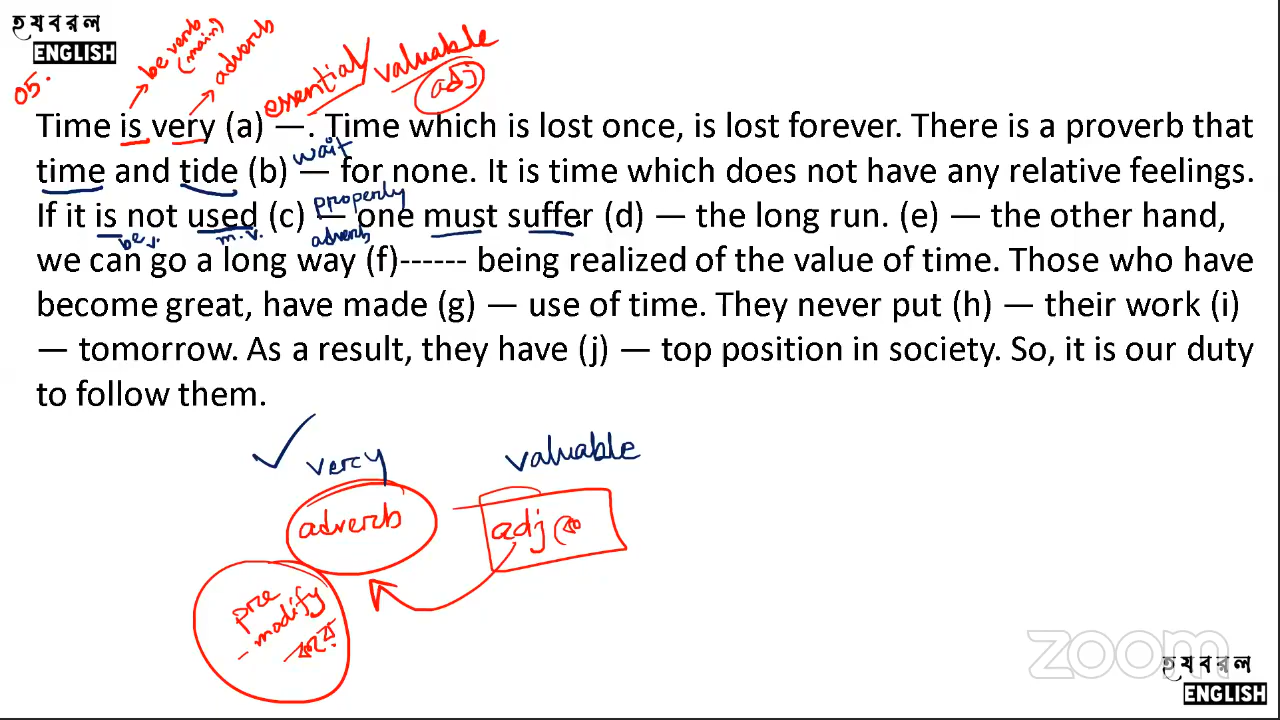 হ য ব র ল
ENGLISH
05.
be verb
(main)
adverb
essential/valuable
adj
Time is very (a) —. Time which is lost once, is lost forever. There is a proverb that
wait
time and tide (b) — for none. It is time which does not have any relative feelings.
properly
If it is not used (c) — one must suffer (d) — the long run. (e) — the other hand,
be v.
m.v.
adverb
we can go a long way (f)------ being realized of the value of time. Those who have
become great, have made (g) — use of time. They never put (h) — their work (i)
— tomorrow. As a result, they have (j) — top position in society. So, it is our duty
to follow them.
very
valuable
adverb
adj (কে
pre
- modify
করে
zoom
হ য ব র ল
ENGLISH